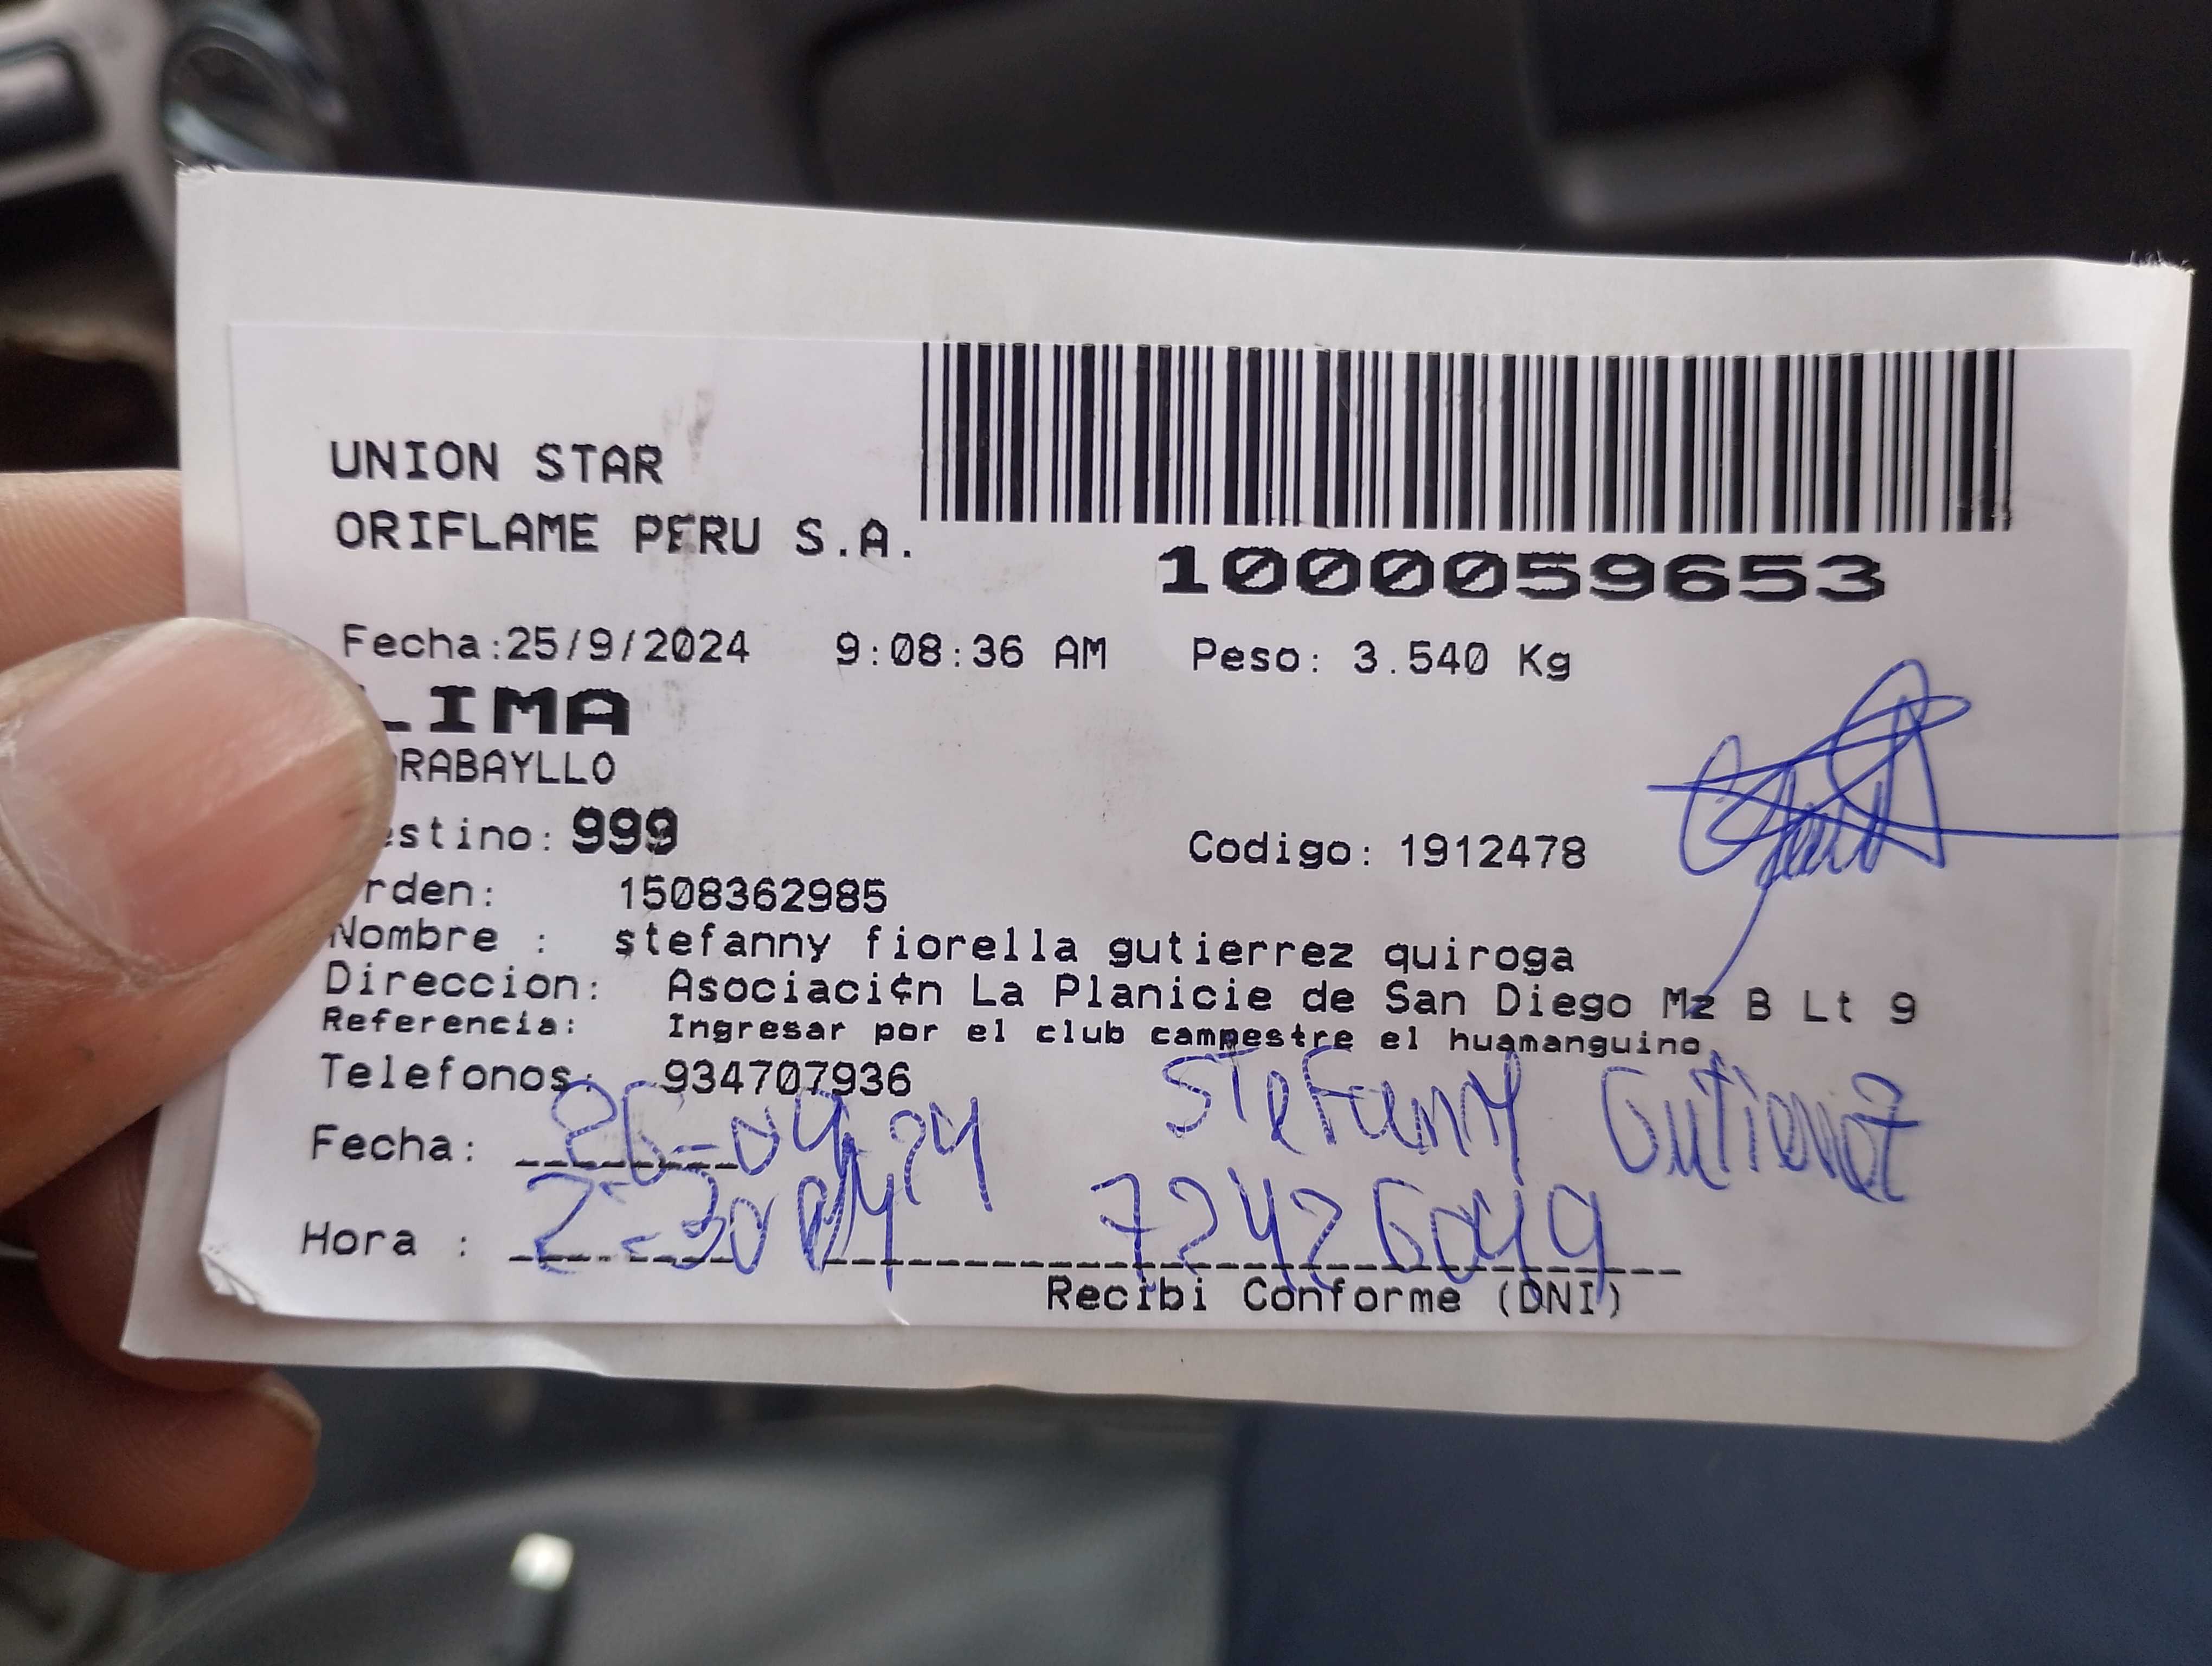 UNION STAR
ORIFLAME PERU S.A.
1000059653
Fecha:25/9/2024 9:08:36 AM Peso: 3.540 Kg
LIMA
RABAYLLO
estino: 999 Codigo: 1912478
rden: 1508362985
Nombre : stefanny fiorella gutierrez quiroga
Direccion: Asociaci¢n La Planicie de San Diego Mz B Lt 9
Referencia: Ingresar por el club campestre el huamanguino
Telefonos: 934707936
Stefanny Gutierrez
Fecha: 26-09-24
Hora : 2:30 PM 72426049
Recibi Conforme (DNI)